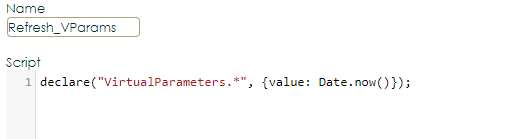 Name
Refresh_VParams
Script
1 declare("VirtualParameters.*", {value: Date.now()});